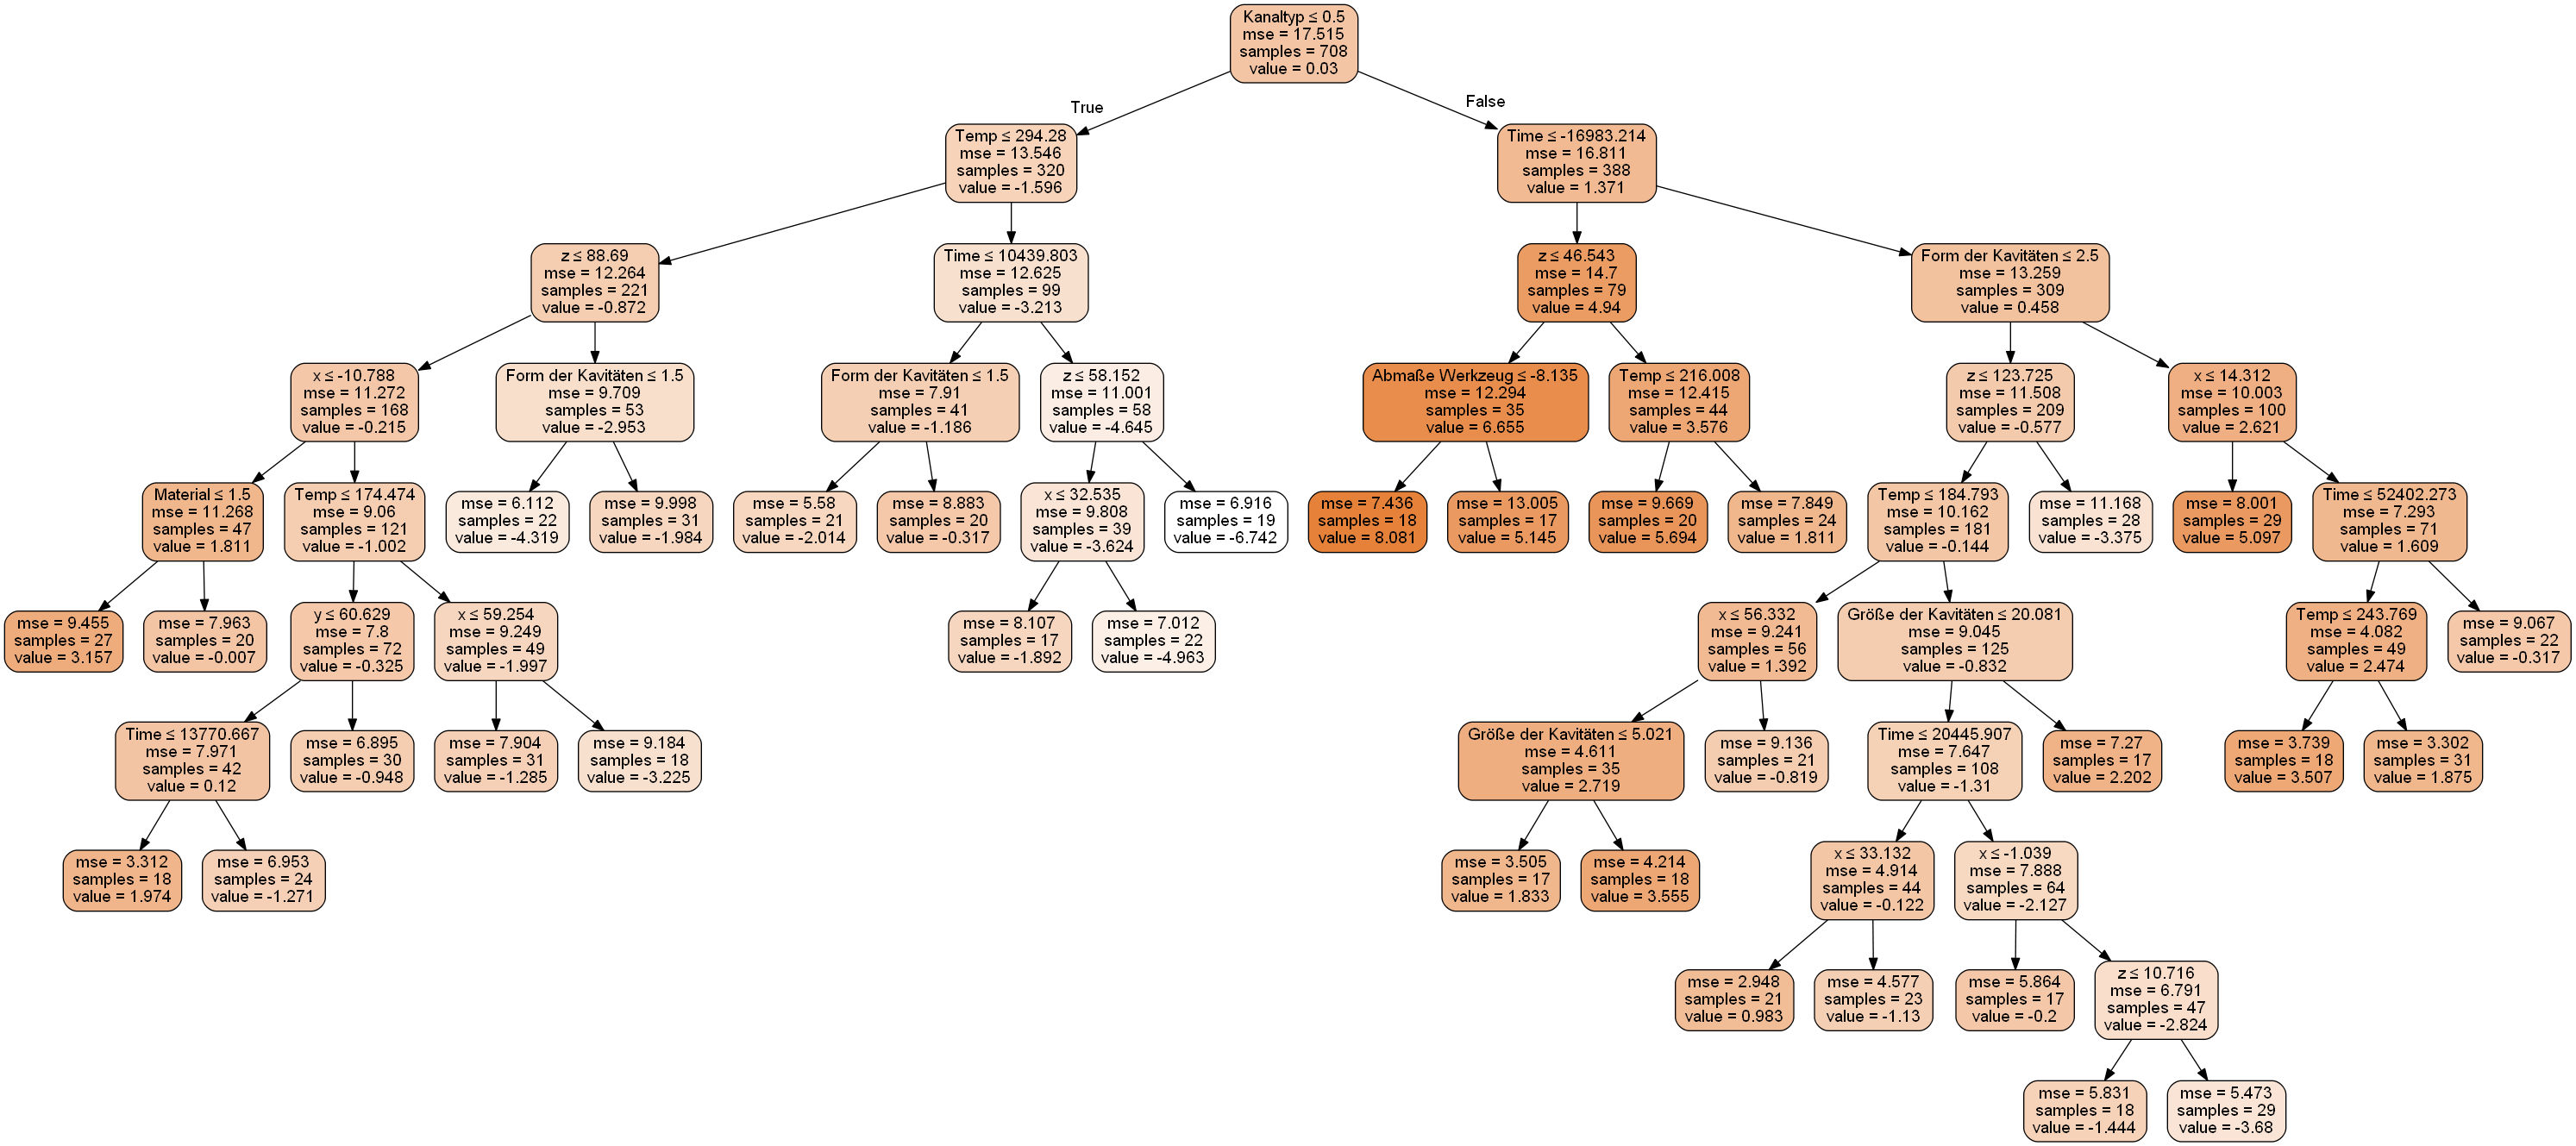 Kanaltyp ≤ 0.5
mse = 17.515
samples = 708
value = 0.03
True
False
Temp ≤ 294.28
mse = 13.546
samples = 320
value = -1.596
Time ≤ -16983.214
mse = 16.811
samples = 388
value = 1.371
z ≤ 88.69
mse = 12.264
samples = 221
value = -0.872
Time ≤ 10439.803
mse = 12.625
samples = 99
value = -3.213
z ≤ 46.543
mse = 14.7
samples = 79
value = 4.94
Form der Kavitäten ≤ 2.5
mse = 13.259
samples = 309
value = 0.458
x ≤ -10.788
mse = 11.272
samples = 168
value = -0.215
Form der Kavitäten ≤ 1.5
mse = 9.709
samples = 53
value = -2.953
Form der Kavitäten ≤ 1.5
mse = 7.91
samples = 41
value = -1.186
z ≤ 58.152
mse = 11.001
samples = 58
value = -4.645
Abmaße Werkzeug ≤ -8.135
mse = 12.294
samples = 35
value = 6.655
Temp ≤ 216.008
mse = 12.415
samples = 44
value = 3.576
z ≤ 123.725
mse = 11.508
samples = 209
value = -0.577
x ≤ 14.312
mse = 10.003
samples = 100
value = 2.621
Material ≤ 1.5
mse = 11.268
samples = 47
value = 1.811
Temp ≤ 174.474
mse = 9.06
samples = 121
value = -1.002
mse = 6.112
samples = 22
value = -4.319
mse = 9.998
samples = 31
value = -1.984
mse = 5.58
samples = 21
value = -2.014
mse = 8.883
samples = 20
value = -0.317
x ≤ 32.535
mse = 9.808
samples = 39
value = -3.624
mse = 6.916
samples = 19
value = -6.742
mse = 7.436
samples = 18
value = 8.081
mse = 13.005
samples = 17
value = 5.145
mse = 9.669
samples = 20
value = 5.694
mse = 7.849
samples = 24
value = 1.811
Temp ≤ 184.793
mse = 10.162
samples = 181
value = -0.144
mse = 11.168
samples = 28
value = -3.375
mse = 8.001
samples = 29
value = 5.097
Time ≤ 52402.273
mse = 7.293
samples = 71
value = 1.609
mse = 9.455
samples = 27
value = 3.157
mse = 7.963
samples = 20
value = -0.007
y ≤ 60.629
mse = 7.8
samples = 72
value = -0.325
x ≤ 59.254
mse = 9.249
samples = 49
value = -1.997
mse = 8.107
samples = 17
value = -1.892
mse = 7.012
samples = 22
value = -4.963
x ≤ 56.332
mse = 9.241
samples = 56
value = 1.392
Größe der Kavitäten ≤ 20.081
mse = 9.045
samples = 125
value = -0.832
Temp ≤ 243.769
mse = 4.082
samples = 49
value = 2.474
mse = 9.067
samples = 22
value = -0.317
Time ≤ 13770.667
mse = 7.971
samples = 42
value = 0.12
mse = 6.895
samples = 30
value = -0.948
mse = 7.904
samples = 31
value = -1.285
mse = 9.184
samples = 18
value = -3.225
Größe der Kavitäten ≤ 5.021
mse = 4.611
samples = 35
value = 2.719
mse = 9.136
samples = 21
value = -0.819
Time ≤ 20445.907
mse = 7.647
samples = 108
value = -1.31
mse = 7.27
samples = 17
value = 2.202
mse = 3.739
samples = 18
value = 3.507
mse = 3.302
samples = 31
value = 1.875
mse = 3.312
samples = 18
value = 1.974
mse = 6.953
samples = 24
value = -1.271
mse = 3.505
samples = 17
value = 1.833
mse = 4.214
samples = 18
value = 3.555
x ≤ 33.132
mse = 4.914
samples = 44
value = -0.122
x ≤ -1.039
mse = 7.888
samples = 64
value = -2.127
mse = 2.948
samples = 21
value = 0.983
mse = 4.577
samples = 23
value = -1.13
mse = 5.864
samples = 17
value = -0.2
z ≤ 10.716
mse = 6.791
samples = 47
value = -2.824
mse = 5.831
samples = 18
value = -1.444
mse = 5.473
samples = 29
value = -3.68